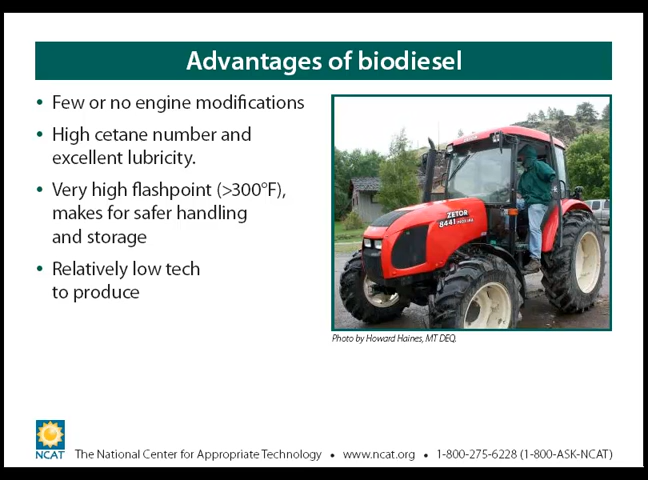 Advantages of biodiesel
• Few or no engine modifications
• High cetane number and
excellent lubricity.
• Very high flashpoint (>300°F),
makes for safer handling
and storage
• Relatively low tech
to produce
ZETOR
8441
Photo by Howard Haines, MT DEQ.
NCAT
The National Center for Appropriate Technology • www.ncat.org • 1-800-275-6228 (1-800-ASK-NCAT)